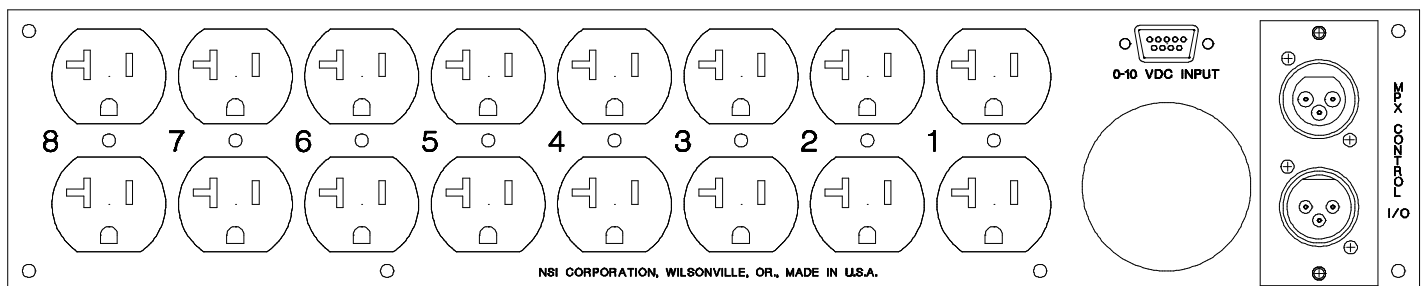 0-10 VDC INPUT
8 7 6 5 4 3 2 1
MPX CONTROL
I/O
NSI CORPORATION, WILSONVILLE, OR., MADE IN U.S.A.